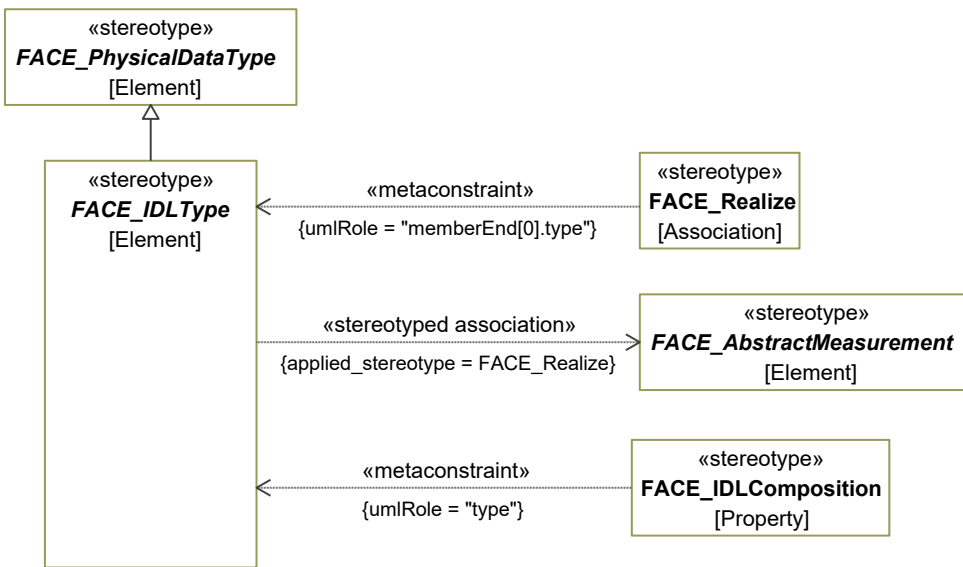 «stereotype»
FACE_PhysicalDataType
[Element]
«stereotype»
FACE_IDLType
[Element]
«metaconstraint»
{umlRole = "memberEnd[0].type"}
«stereotype»
FACE_Realize
[Association]
«stereotyped association»
{applied_stereotype = FACE_Realize}
«stereotype»
FACE_AbstractMeasurement
[Element]
«metaconstraint»
{umlRole = "type"}
«stereotype»
FACE_IDLComposition
[Property]